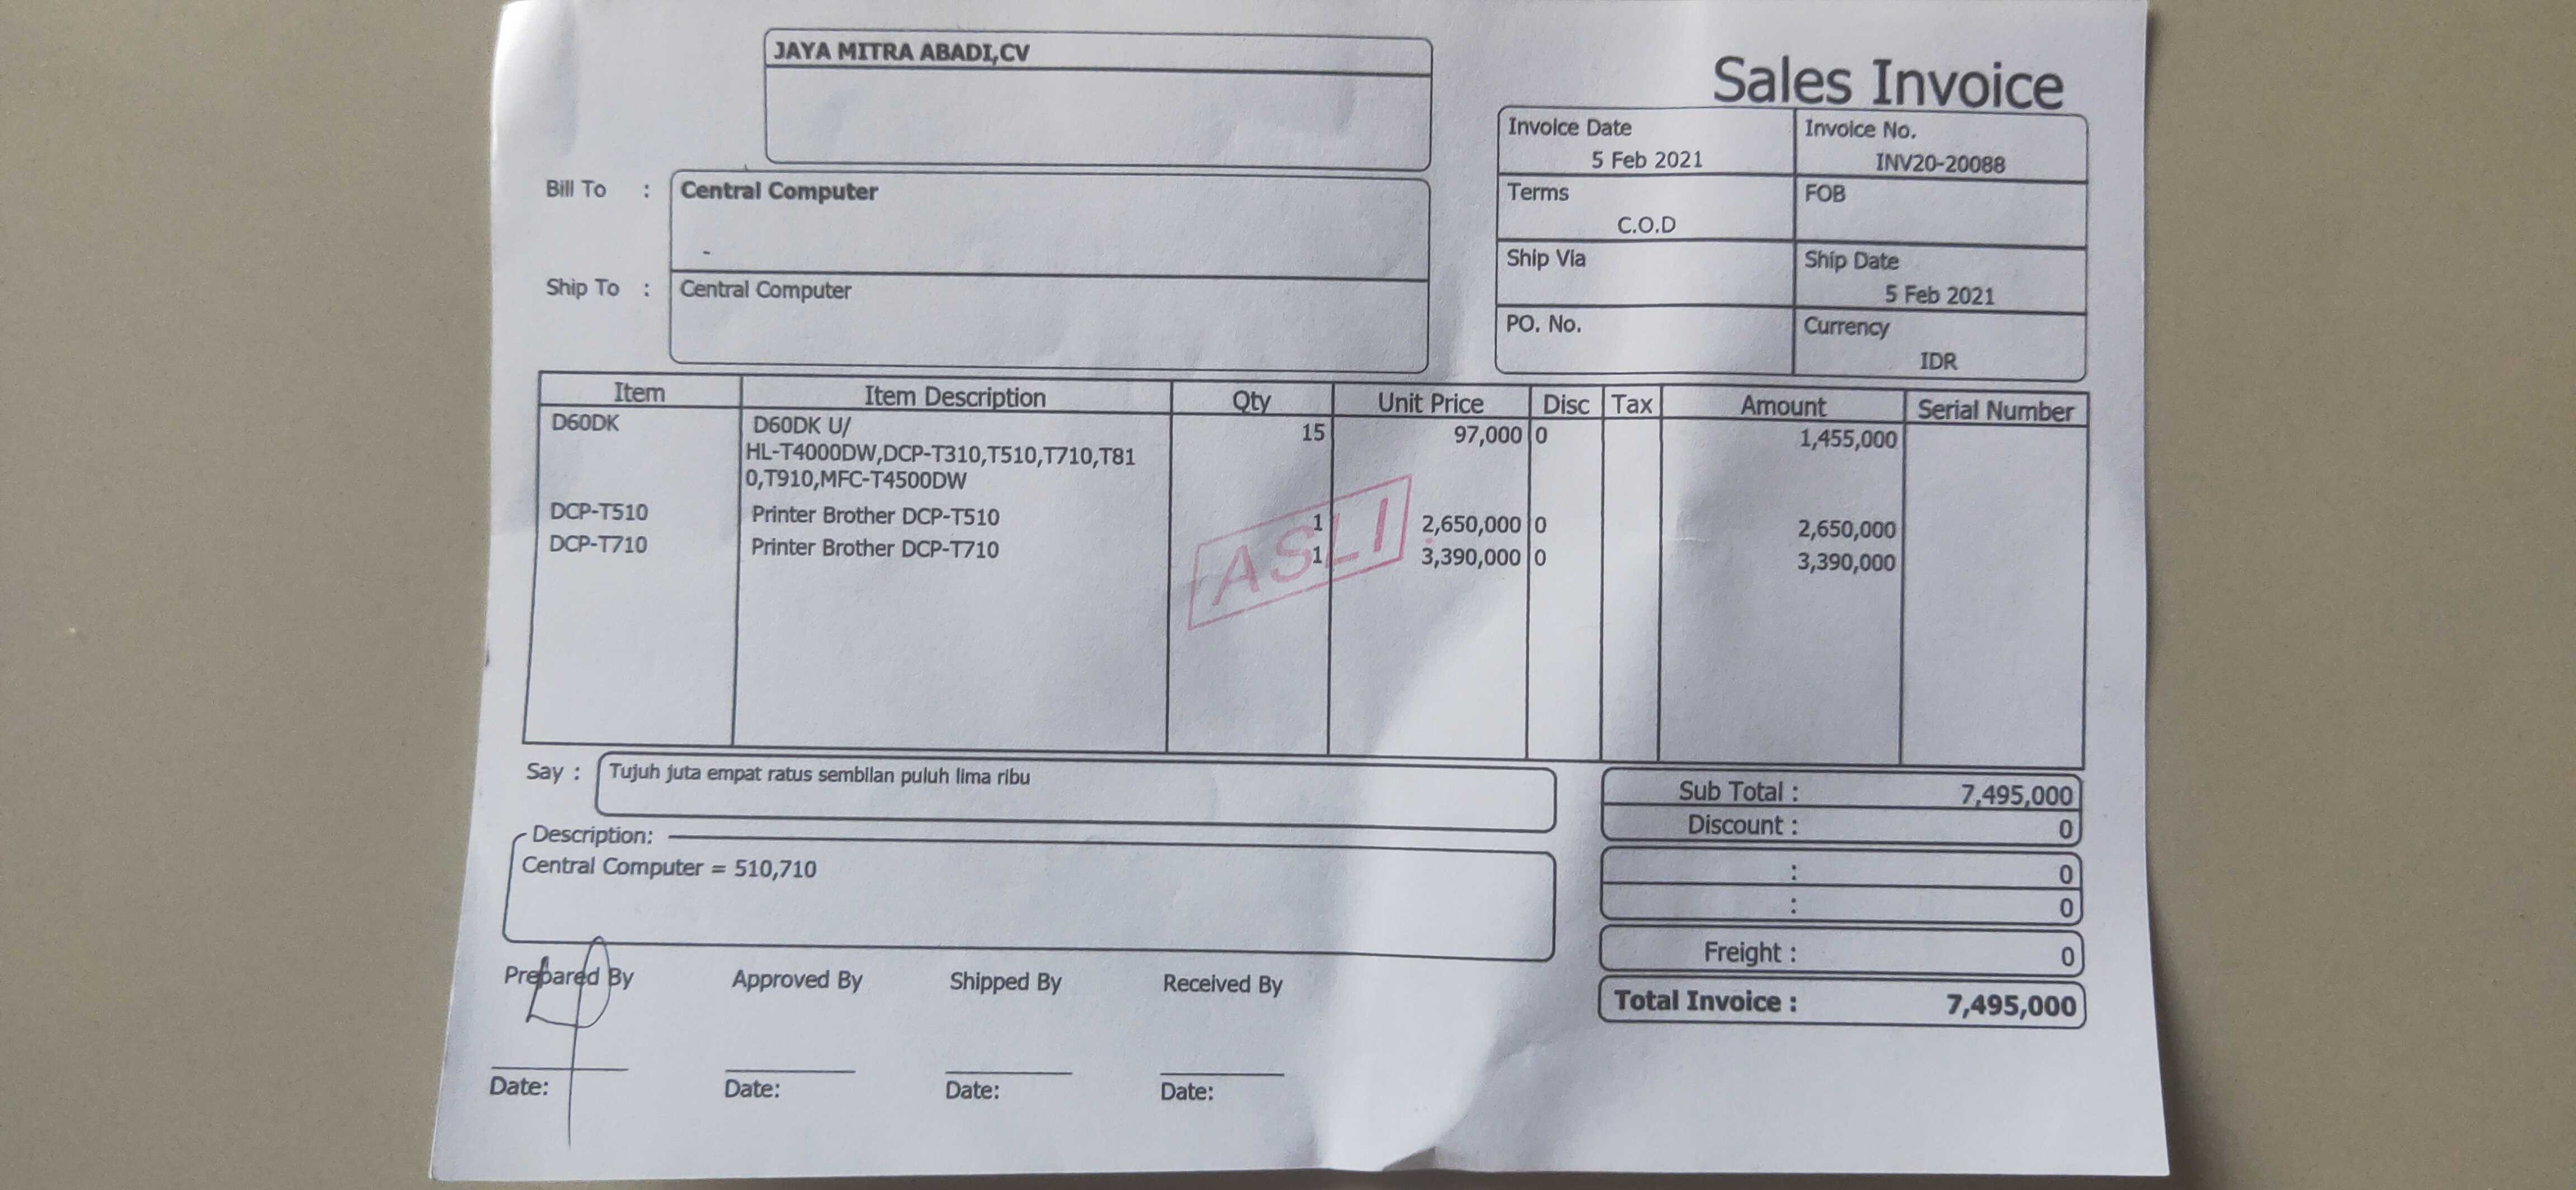 JAYA MITRA ABADI,CV
Sales Invoice
Invoice Date
5 Feb 2021
Invoice No.
INV20-20088
Terms
C.O.D
FOB
Ship Via
Ship Date
5 Feb 2021
PO. No.
Currency
IDR
Bill To : Central Computer
-
Ship To : Central Computer
Item Item Description Qty Unit Price Disc Tax Amount Serial Number
D60DK D60DK U/ 15 97,000 0 1,455,000
HL-T4000DW,DCP-T310,T510,T710,T81
0,T910,MFC-T4500DW
DCP-T510 Printer Brother DCP-T510 1 2,650,000 0 2,650,000
DCP-T710 Printer Brother DCP-T710 1 3,390,000 0 3,390,000
ASLI
Say : Tujuh juta empat ratus sembilan puluh lima ribu
Description:
Central Computer = 510,710
Sub Total : 7,495,000
Discount : 0
: 0
: 0
Freight : 0
Total Invoice : 7,495,000
Prepared By Approved By Shipped By Received By
Date: Date: Date: Date: